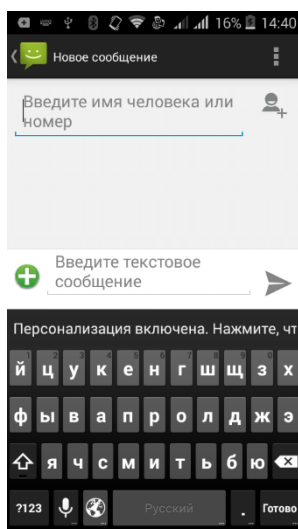 16% 14:40
Новое сообщение
Введите имя человека или
номер
Введите текстовое
сообщение
Персонализация включена. Нажмите, чт
й ц у к е н г ш щ з х
ф ы в а п р о л д ж э
я ч с м и т ь б ю
?123 Русский . Готово